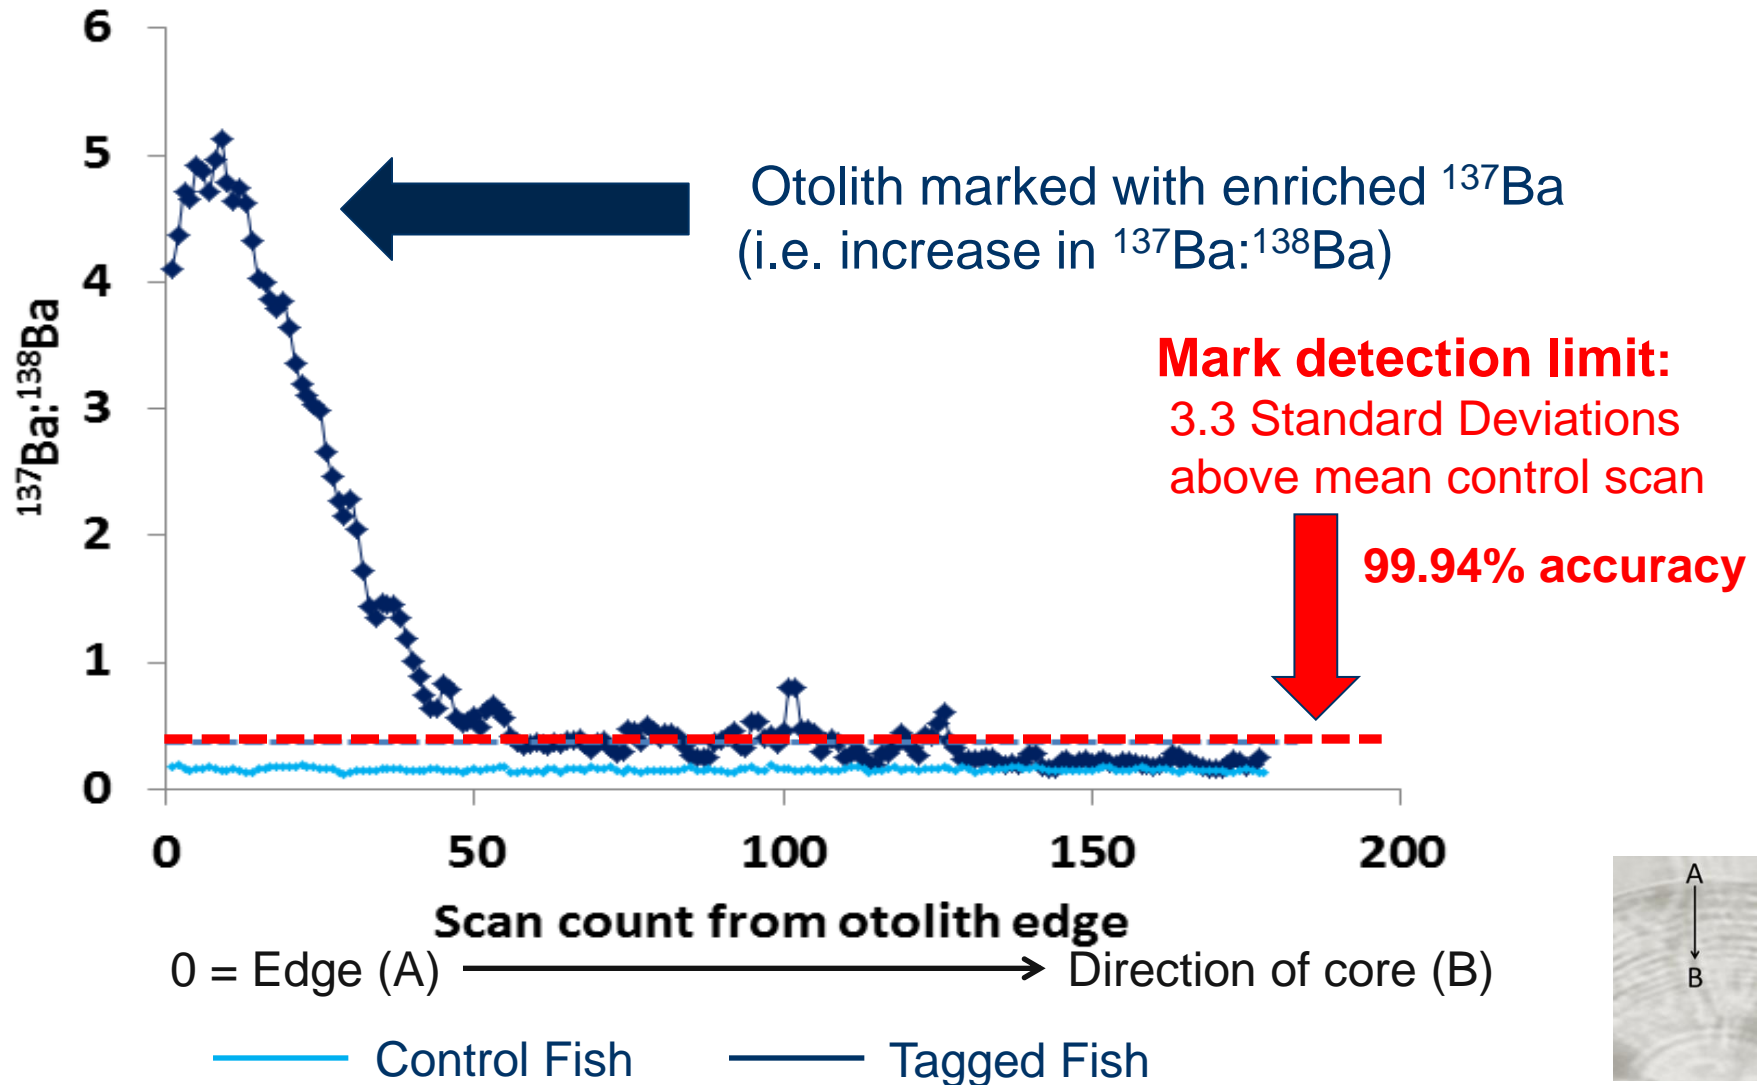 6
5
4
3
2
1
0
¹³⁷Ba:¹³⁸Ba
Otolith marked with enriched ¹³⁷Ba
(i.e. increase in ¹³⁷Ba:¹³⁸Ba)
Mark detection limit:
3.3 Standard Deviations
above mean control scan
99.94% accuracy
0 50 100 150 200
Scan count from otolith edge
0 = Edge (A) Direction of core (B)
Control Fish Tagged Fish
A
B